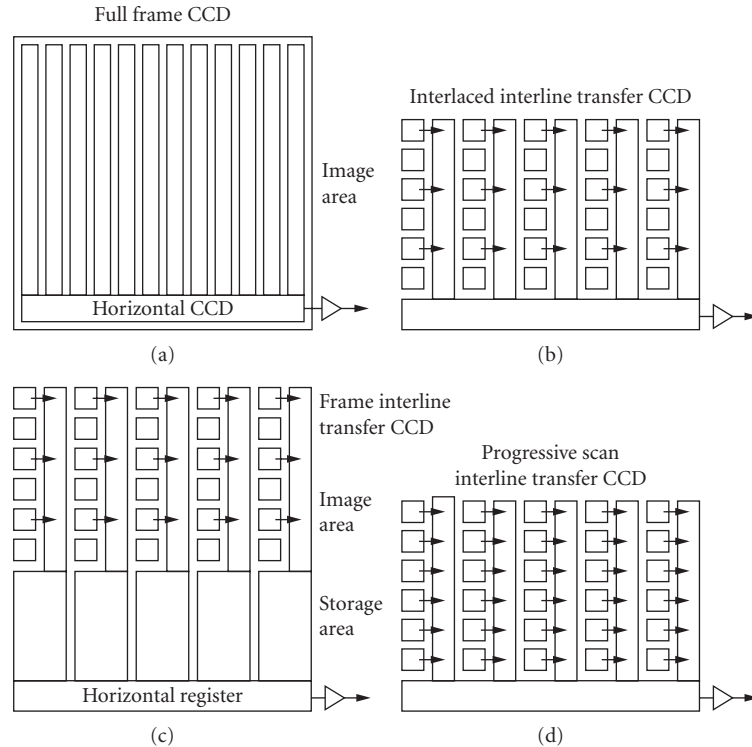 Full frame CCD
Image
area
Horizontal CCD
(a)
Interlaced interline transfer CCD
(b)
Frame interline
transfer CCD
Image
area
Storage
area
Horizontal register
(c)
Progressive scan
interline transfer CCD
(d)